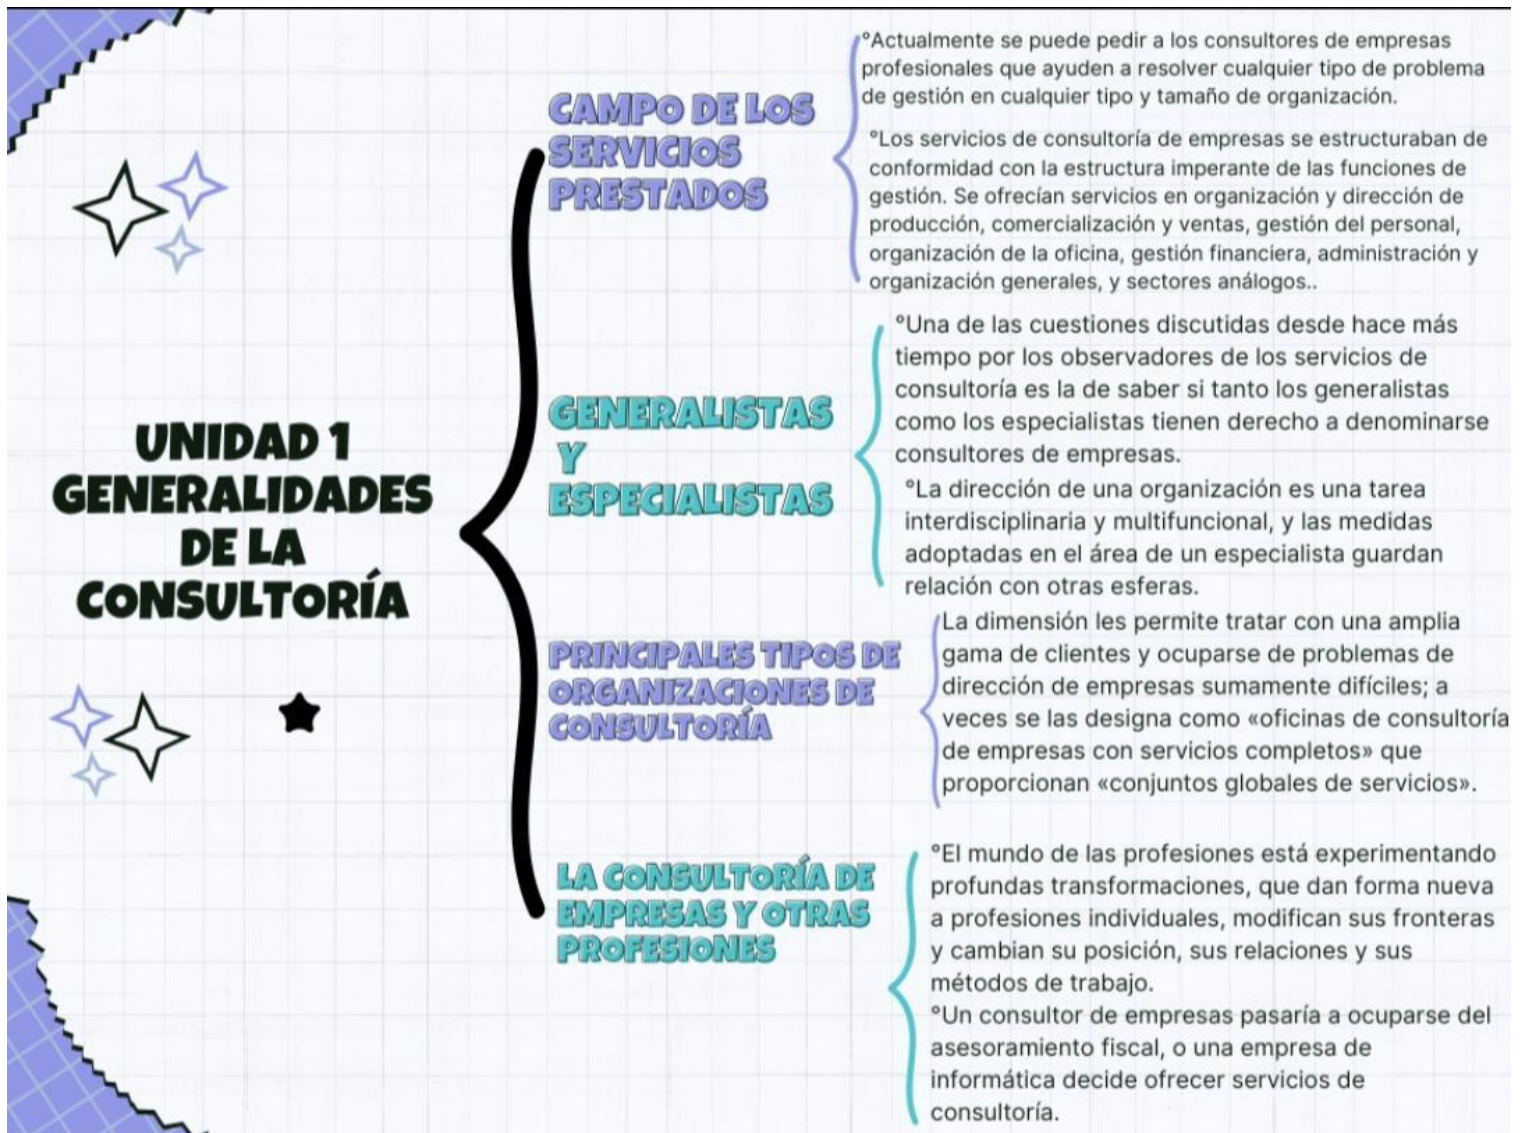 UNIDAD 1
GENERALIDADES
DE LA
CONSULTORÍA
CAMPO DE LOS
SERVICIOS
PRESTADOS
°Actualmente se puede pedir a los consultores de empresas
profesionales que ayuden a resolver cualquier tipo de problema
de gestión en cualquier tipo y tamaño de organización.
°Los servicios de consultoría de empresas se estructuraban de
conformidad con la estructura imperante de las funciones de
gestión. Se ofrecían servicios en organización y dirección de
producción, comercialización y ventas, gestión del personal,
organización de la oficina, gestión financiera, administración y
organización generales, y sectores análogos..
GENERALISTAS
Y
ESPECIALISTAS
°Una de las cuestiones discutidas desde hace más
tiempo por los observadores de los servicios de
consultoría es la de saber si tanto los generalistas
como los especialistas tienen derecho a denominarse
consultores de empresas.
°La dirección de una organización es una tarea
interdisciplinaria y multifuncional, y las medidas
adoptadas en el área de un especialista guardan
relación con otras esferas.
PRINCIPALES TIPOS DE
ORGANIZACIONES DE
CONSULTORÍA
La dimensión les permite tratar con una amplia
gama de clientes y ocuparse de problemas de
dirección de empresas sumamente difíciles; a
veces se las designa como «oficinas de consultoría
de empresas con servicios completos» que
proporcionan «conjuntos globales de servicios».
LA CONSULTORÍA DE
EMPRESAS Y OTRAS
PROFESIONES
°El mundo de las profesiones está experimentando
profundas transformaciones, que dan forma nueva
a profesiones individuales, modifican sus fronteras
y cambian su posición, sus relaciones y sus
métodos de trabajo.
°Un consultor de empresas pasaría a ocuparse del
asesoramiento fiscal, o una empresa de
informática decide ofrecer servicios de
consultoría.